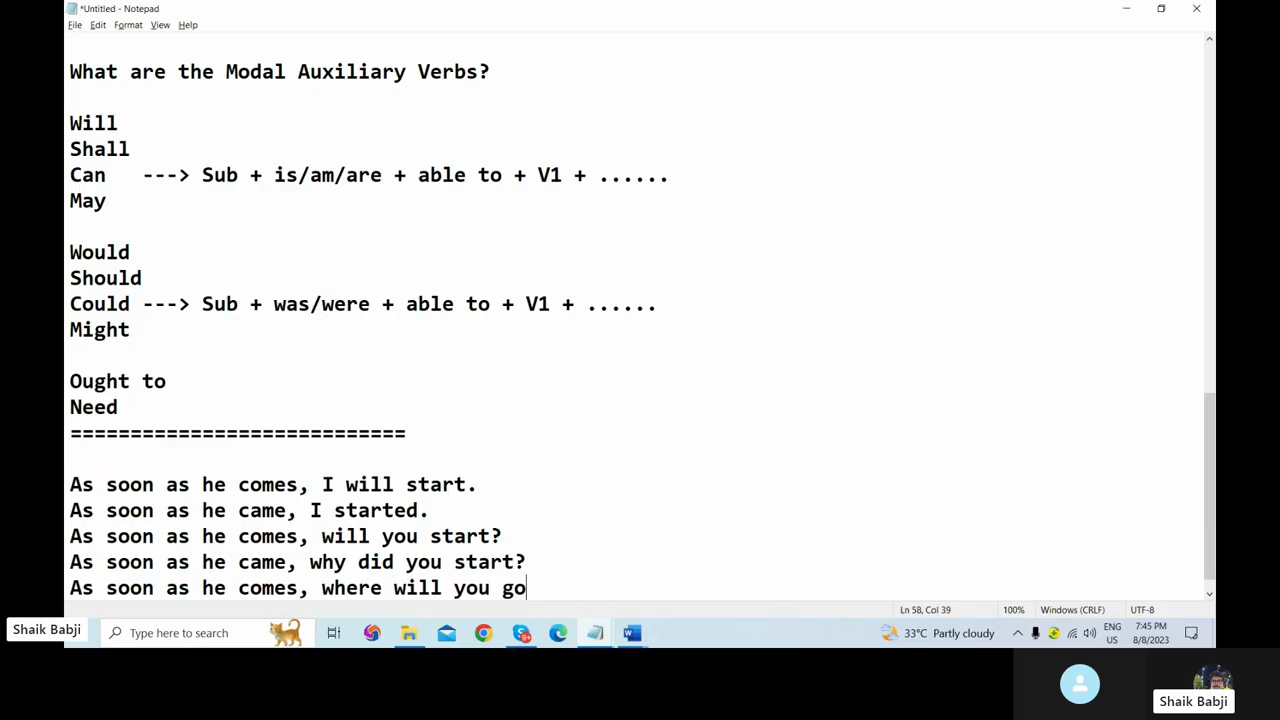 *Untitled - Notepad
File Edit Format View Help
What are the Modal Auxiliary Verbs?
Will
Shall
Can ---> Sub + is/am/are + able to + V1 + ......
May
Would
Should
Could ---> Sub + was/were + able to + V1 + ......
Might
Ought to
Need
============================
As soon as he comes, I will start.
As soon as he came, I started.
As soon as he comes, will you start?
As soon as he came, why did you start?
As soon as he comes, where will you go
Ln 58, Col 39 100% Windows (CRLF) UTF-8
Shaik Babji
Type here to search
33°C Partly cloudy
ENG
US
7:45 PM
8/8/2023
Shaik Babji